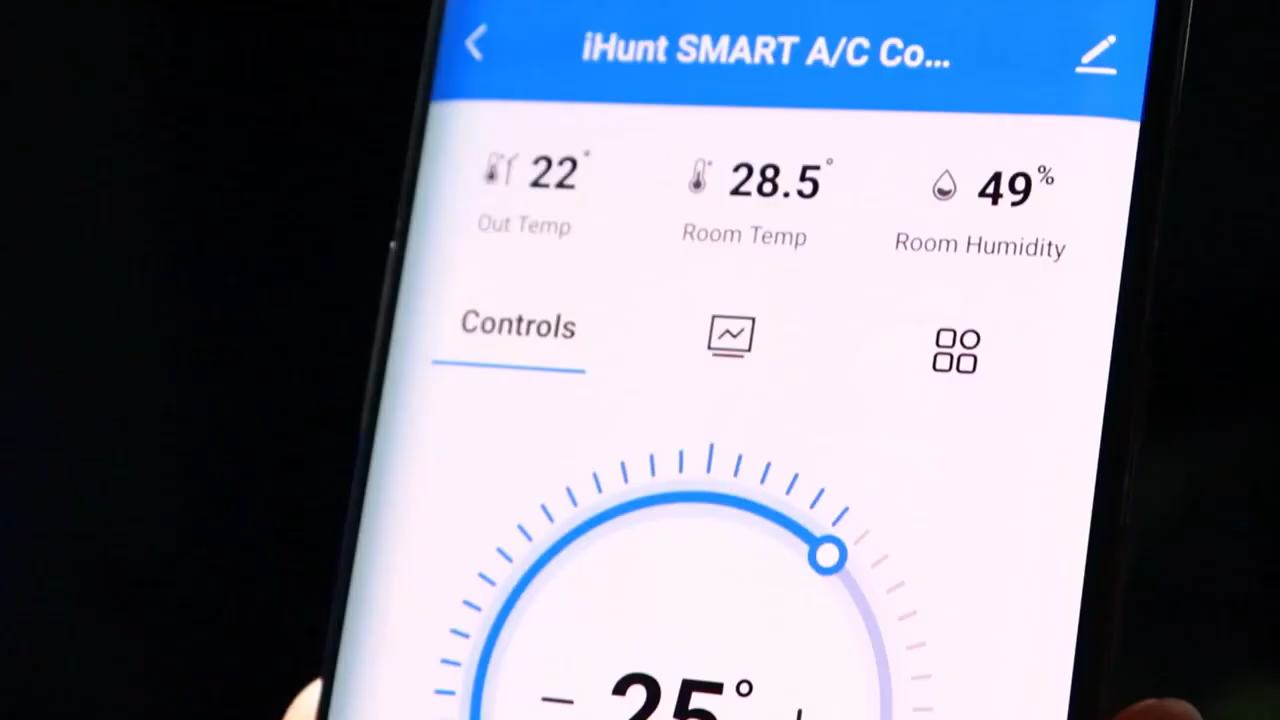 iHunt SMART A/C Co...
22°
28.5°
49%
Out Temp
Room Temp
Room Humidity
Controls
− 25° +